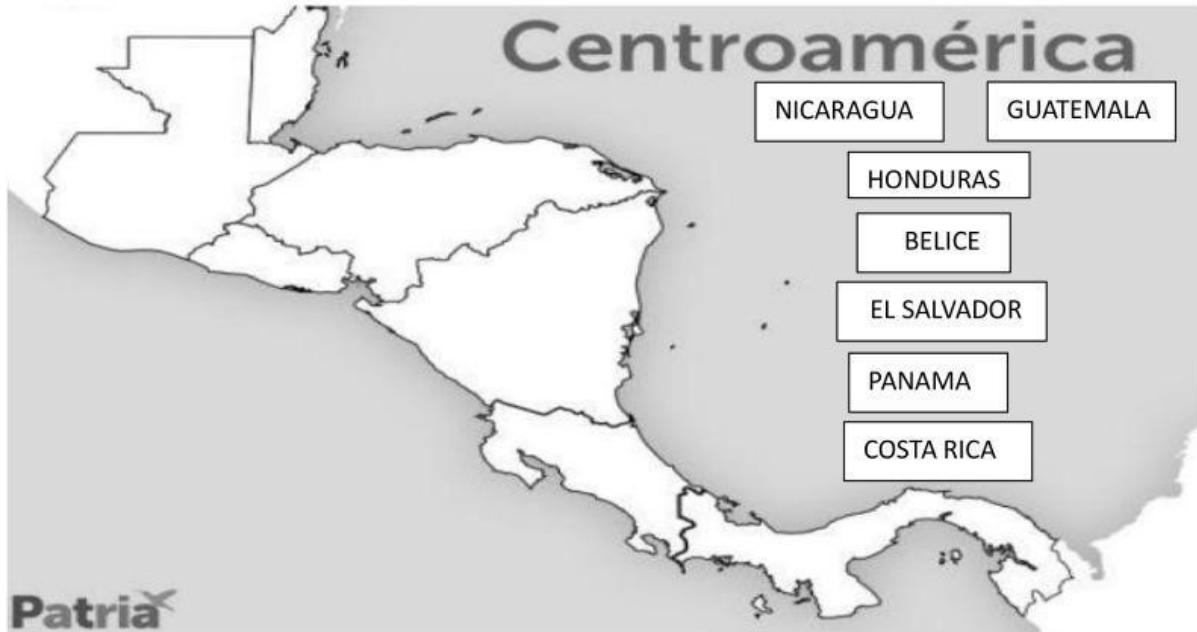 Centroamérica
NICARAGUA
GUATEMALA
HONDURAS
BELICE
EL SALVADOR
PANAMA
COSTA RICA
Patria